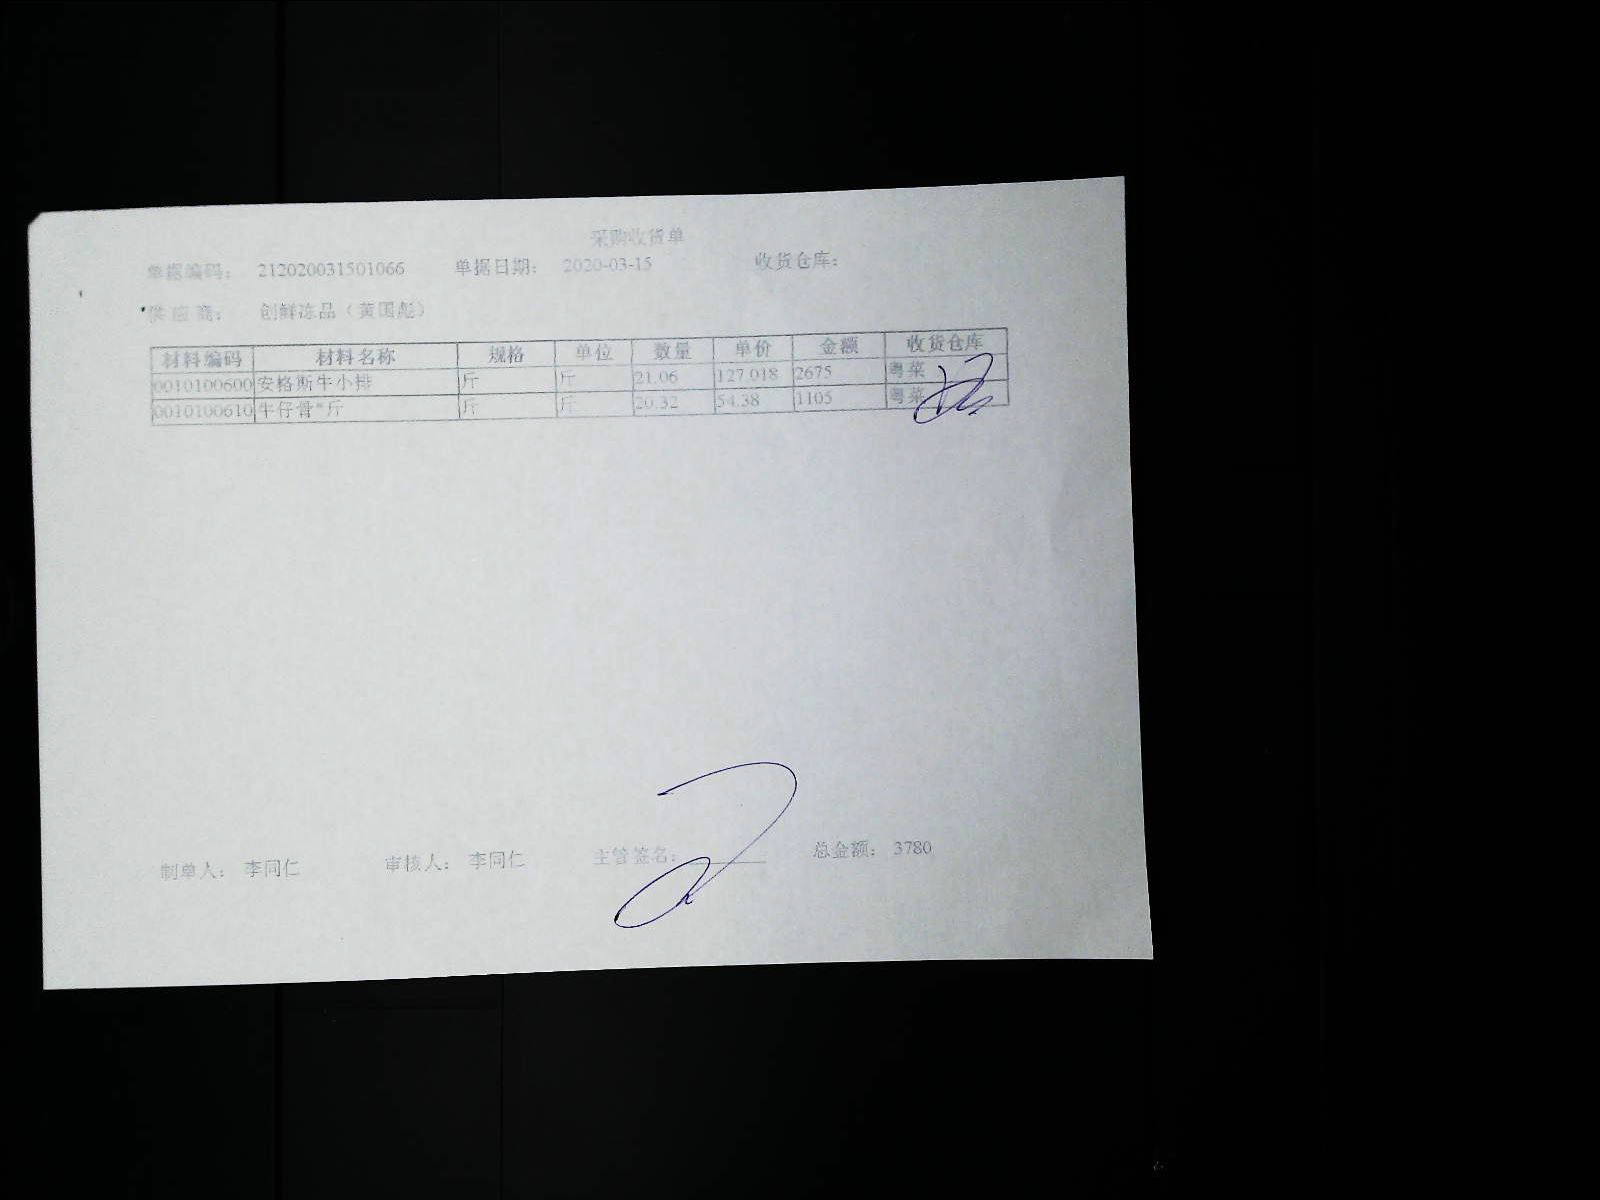 采购收货单
单据编码： 212020031501066 单据日期： 2020-03-15 收货仓库：
供应商： 创鲜冻品（黄国彪）
材料编码 材料名称 规格 单位 数量 单价 金额 收货仓库
0010100600 安格斯牛小排 斤 斤 21.06 127.018 2675 粤菜
0010100610 牛仔骨*斤 斤 斤 20.32 54.38 1105 粤菜
制单人： 李同仁 审核人： 李同仁 主管签名： 总金额： 3780